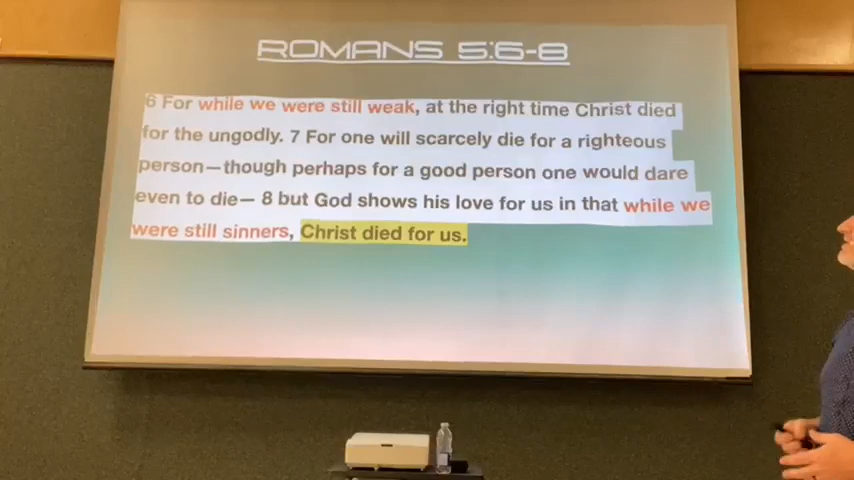 ROMANS 5:6-8
6 For while we were still weak, at the right time Christ died
for the ungodly. 7 For one will scarcely die for a righteous
person—though perhaps for a good person one would dare
even to die— 8 but God shows his love for us in that while we
were still sinners, Christ died for us.